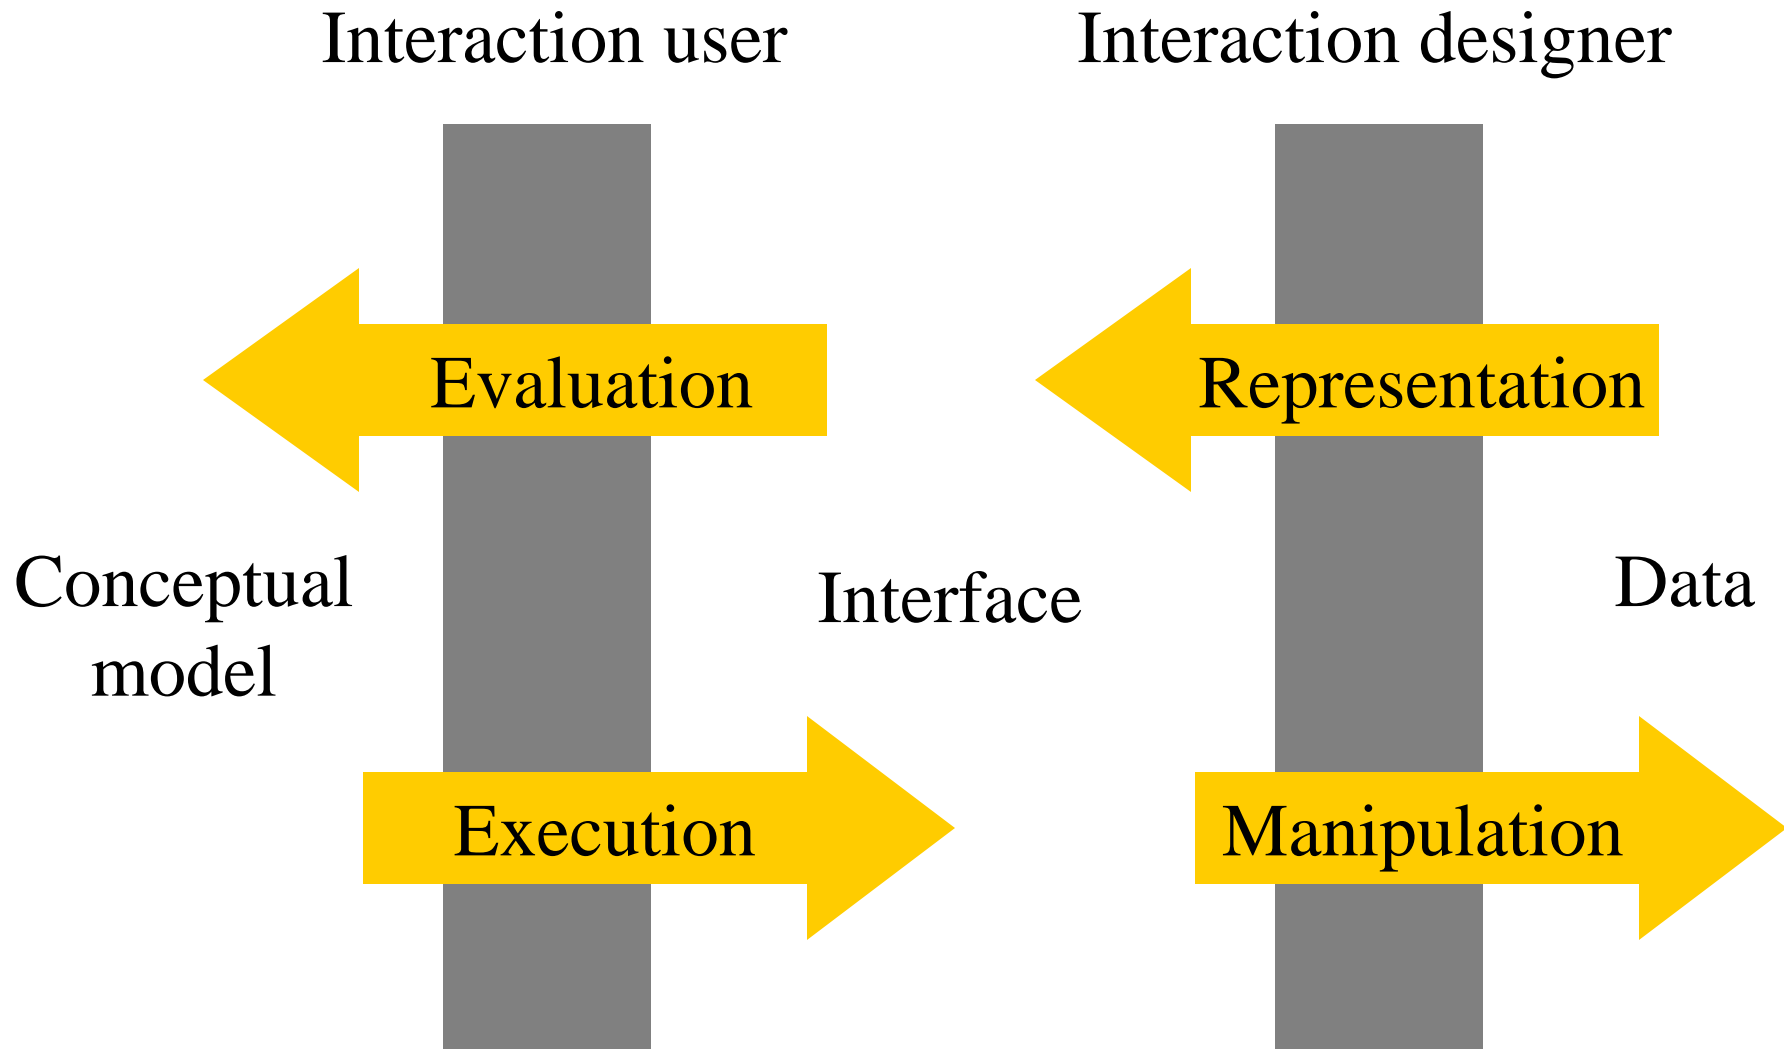 Interaction user
Interaction designer
Evaluation
Representation
Conceptual
model
Interface
Data
Execution
Manipulation